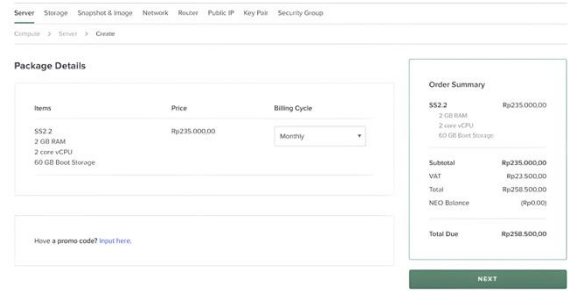 Server Storage Snapshot & Image Network Router Public IP Key Pair Security Group
Compute > Server > Create
Package Details
Items Price Billing Cycle
SS2.2 Rp235.000,00 Monthly
2 GB RAM
2 core vCPU
60 GB Boot Storage
Have a promo code? Input here.
Order Summary
SS2.2 Rp235.000,00
2 GB RAM
2 core vCPU
60 GB Boot Storage
Subtotal Rp235.000,00
VAT Rp23.500,00
Total Rp258.500,00
NEO Balance (Rp0.00)
Total Due Rp258.500,00
NEXT